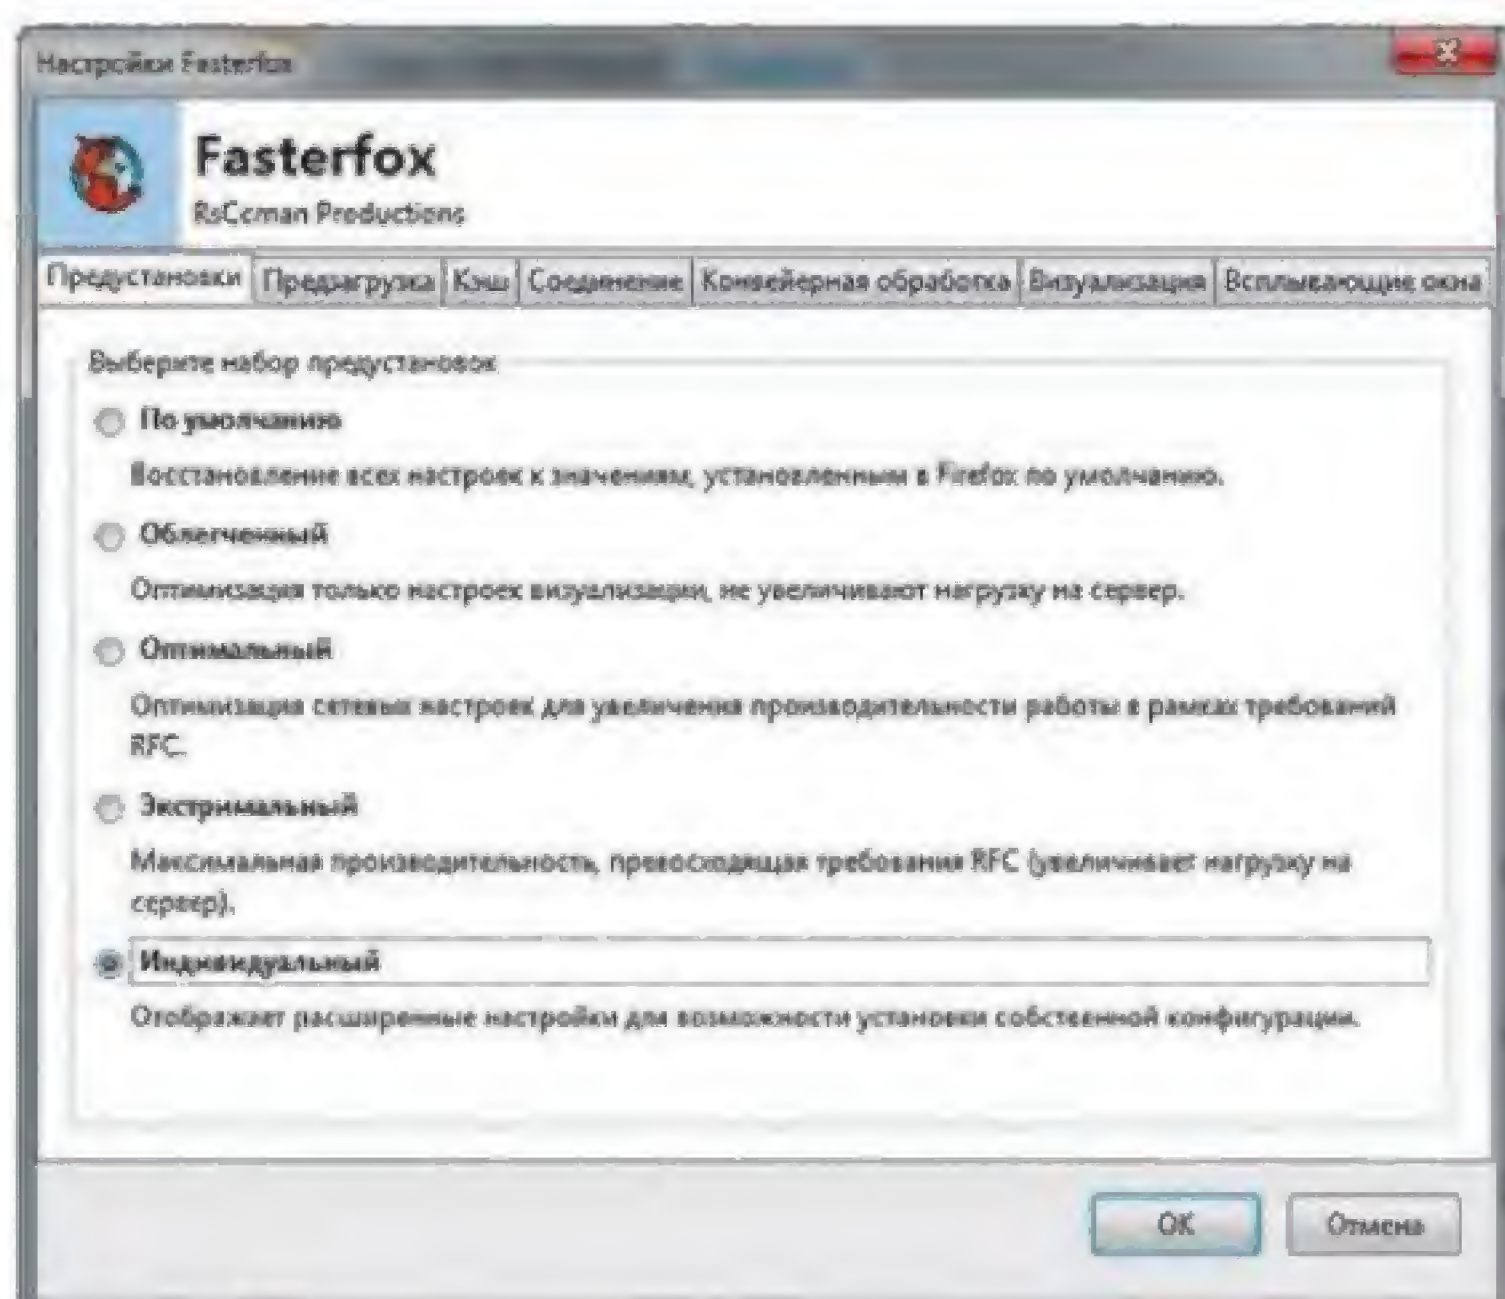 Настройки Fasterfox
Fasterfox
RsCcman Productions
Предустановки Предзагрузка Кэш Соединение Конвейерная обработка Визуализация Всплывающие окна
Выберите набор предустановок
По умолчанию
Восстановление всех настроек к значениям, установленным в Firefox по умолчанию.
Облегченный
Оптимизация только настроек визуализации, не увеличивают нагрузку на сервер.
Оптимальный
Оптимизация сетевых настроек для увеличения производительности работы в рамках требований
RFC.
Экстримальный
Максимальная производительность, превосходящая требования RFC (увеличивает нагрузку на
сервер).
Индивидуальный
Отображает расширенные настройки для возможности установки собственной конфигурации.
OK Отмена